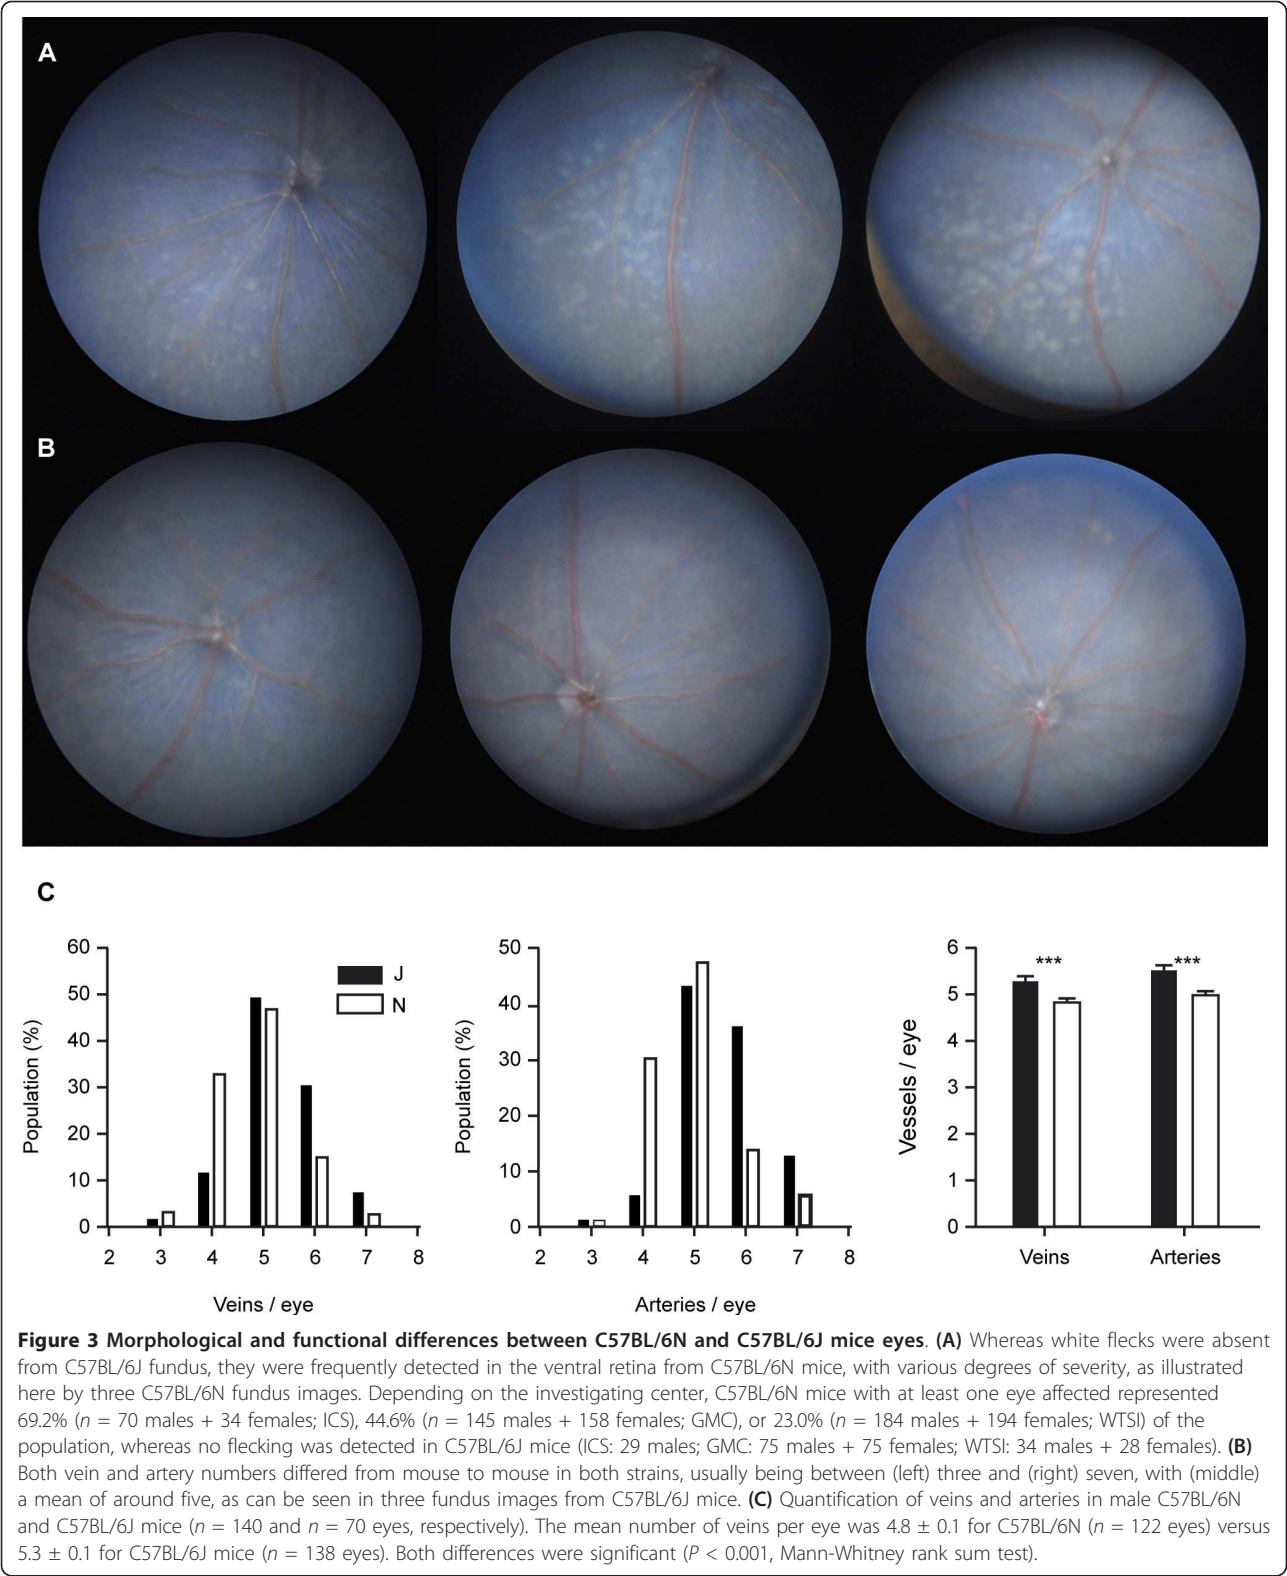 A
B
C
60
50
40
30
20
10
0
Population (%)
2 3 4 5 6 7 8
Veins / eye
J
N
50
40
30
20
10
0
Population (%)
2 3 4 5 6 7 8
Arteries / eye
6
5
4
3
2
1
0
Vessels / eye
*** ***
Veins Arteries
Figure 3 Morphological and functional differences between C57BL/6N and C57BL/6J mice eyes. (A) Whereas white flecks were absent
from C57BL/6J fundus, they were frequently detected in the ventral retina from C57BL/6N mice, with various degrees of severity, as illustrated
here by three C57BL/6N fundus images. Depending on the investigating center, C57BL/6N mice with at least one eye affected represented
69.2% (n = 70 males + 34 females; ICS), 44.6% (n = 145 males + 158 females; GMC), or 23.0% (n = 184 males + 194 females; WTSI) of the
population, whereas no flecking was detected in C57BL/6J mice (ICS: 29 males; GMC: 75 males + 75 females; WTSI: 34 males + 28 females). (B)
Both vein and artery numbers differed from mouse to mouse in both strains, usually being between (left) three and (right) seven, with (middle)
a mean of around five, as can be seen in three fundus images from C57BL/6J mice. (C) Quantification of veins and arteries in male C57BL/6N
and C57BL/6J mice (n = 140 and n = 70 eyes, respectively). The mean number of veins per eye was 4.8 ± 0.1 for C57BL/6N (n = 122 eyes) versus
5.3 ± 0.1 for C57BL/6J mice (n = 138 eyes). Both differences were significant (P < 0.001, Mann-Whitney rank sum test).